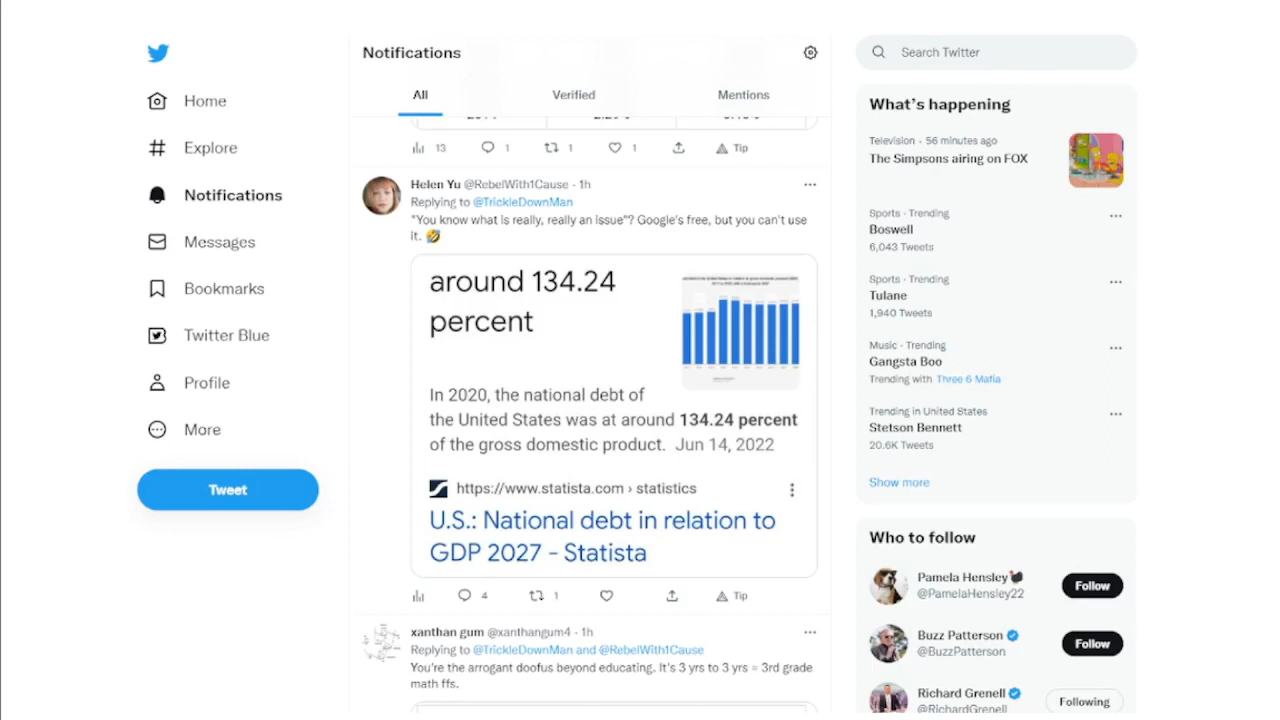 Home
Explore
Notifications
Messages
Bookmarks
Twitter Blue
Profile
More
Tweet
Notifications
All Verified Mentions
13 1 1 1 Tip
Helen Yu @RebelWith1Cause · 1h
Replying to @TrickleDownMan
"You know what is really, really an issue"? Google's free, but you can't use
it. 🤣
around 134.24
percent
In 2020, the national debt of
the United States was at around 134.24 percent
of the gross domestic product. Jun 14, 2022
https://www.statista.com › statistics
U.S.: National debt in relation to
GDP 2027 - Statista
4 1 Tip
xanthan gum @xanthangum4 · 1h
Replying to @TrickleDownMan and @RebelWith1Cause
You're the arrogant doofus beyond educating. It's 3 yrs to 3 yrs = 3rd grade
math ffs.
Search Twitter
What's happening
Television · 56 minutes ago
The Simpsons airing on FOX
Sports · Trending
Boswell
6,043 Tweets
Sports · Trending
Tulane
1,940 Tweets
Music · Trending
Gangsta Boo
Trending with Three 6 Mafia
Trending in United States
Stetson Bennett
20.6K Tweets
Show more
Who to follow
Pamela Hensley
@PamelaHensley22
Follow
Buzz Patterson
@BuzzPatterson
Follow
Richard Grenell
@RichardGrenell
Following